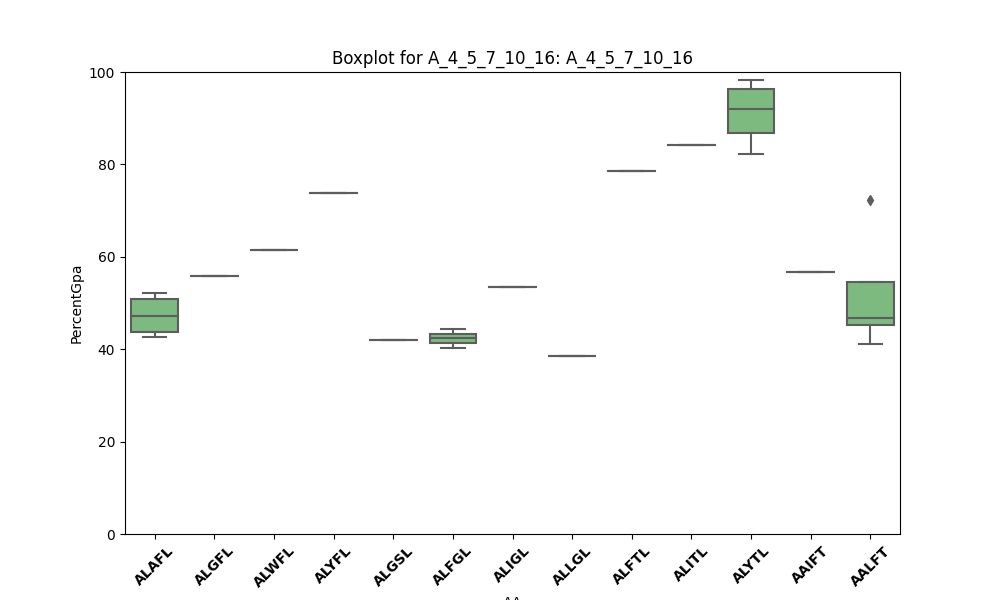 Boxplot for A_4_5_7_10_16: A_4_5_7_10_16
100
80
60
40
20
0
PercentGpa
ALAFL
ALGFL
ALWFL
ALYFL
ALGSL
ALFGL
ALIGL
ALLGL
ALFTL
ALITL
ALYTL
AAIFT
AALFT